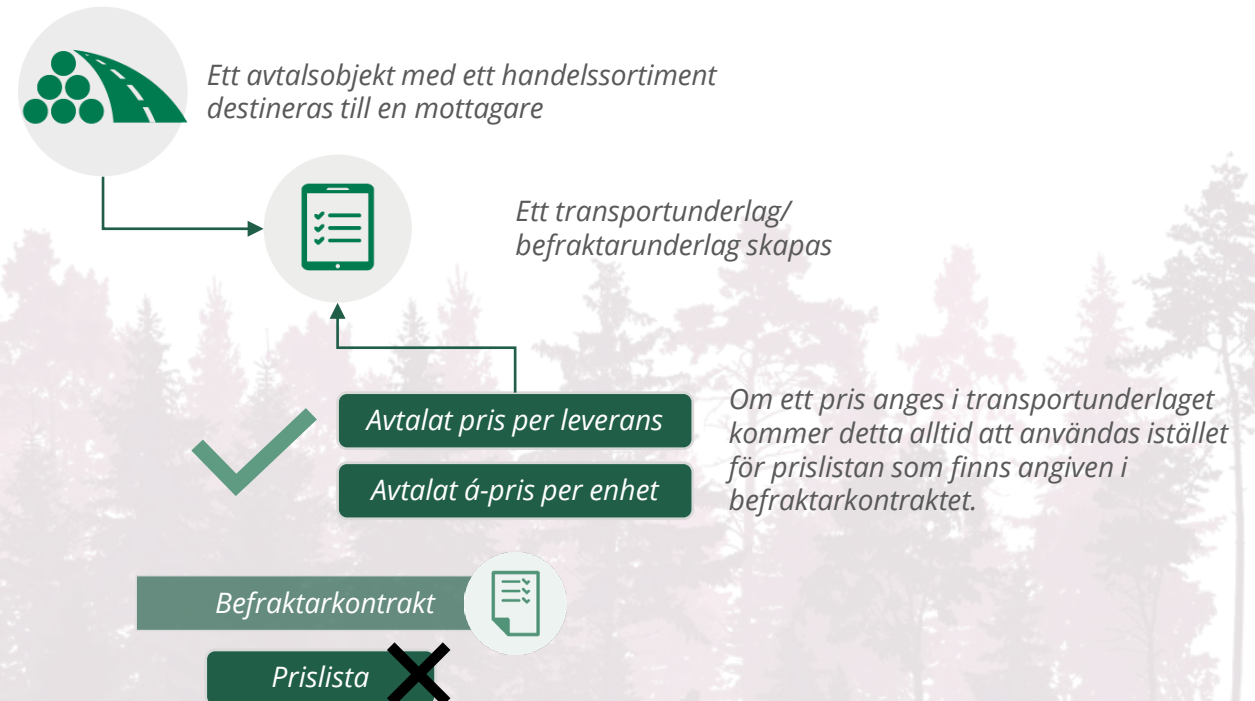 Ett avtalsobjekt med ett handelssortiment
destineras till en mottagare
Ett transportunderlag/
befraktarunderlag skapas
Avtalat pris per leverans
Avtalat á-pris per enhet
Om ett pris anges i transportunderlaget
kommer detta alltid att användas istället
för prislistan som finns angiven i
befraktarkontraktet.
Befraktarkontrakt
Prislista